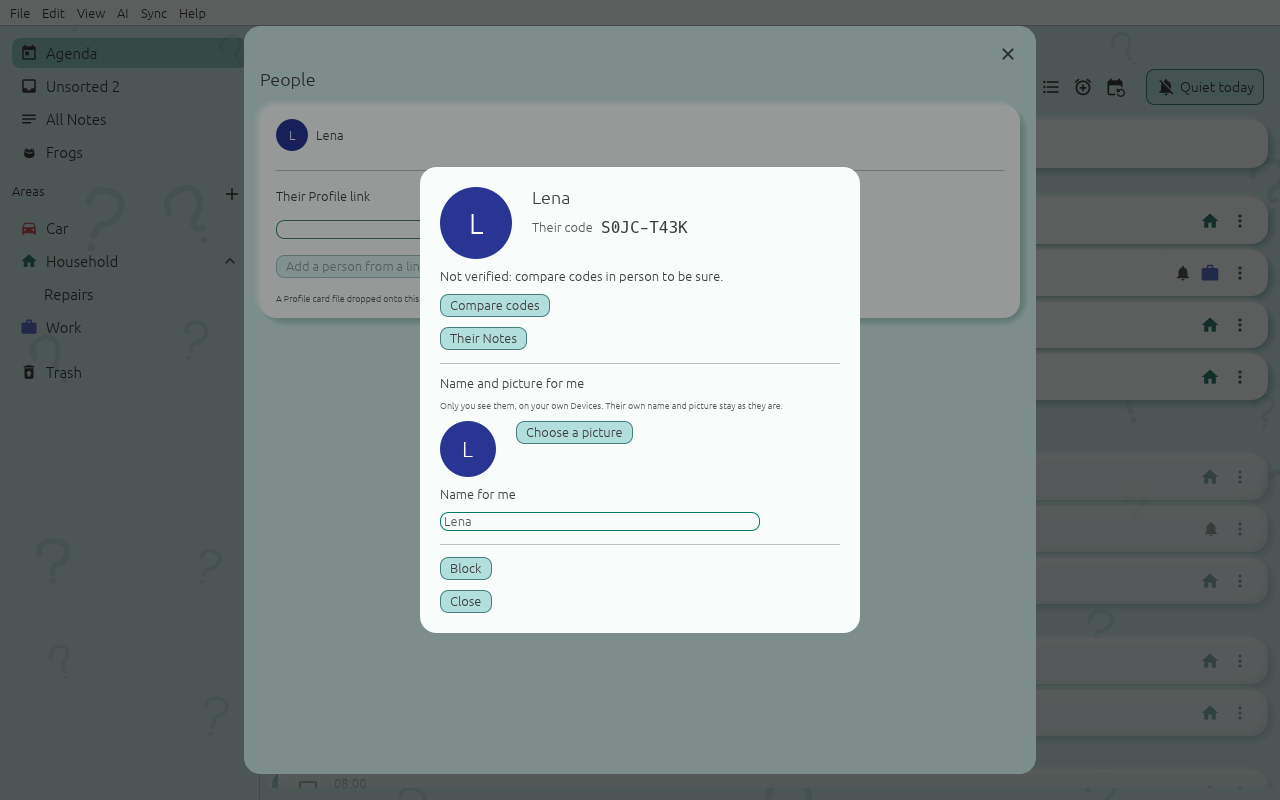 File Edit View AI Sync Help
Agenda
Unsorted 2
All Notes
Frogs
Areas
Car
Household
Repairs
Work
Trash
Quiet today
08:00
People
L
Lena
Their Profile link
Add a person from a lin
A Profile card file dropped onto this
L
Lena
Their code S0JC-T43K
Not verified: compare codes in person to be sure.
Compare codes
Their Notes
Name and picture for me
Only you see them, on your own Devices. Their own name and picture stay as they are.
L
Choose a picture
Name for me
Lena
Block
Close